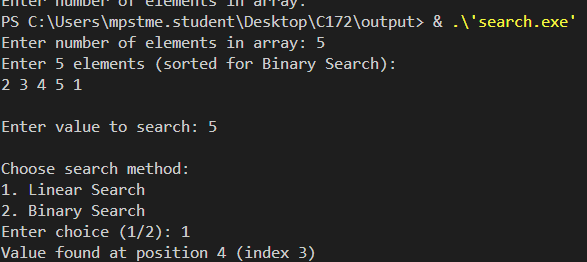 Enter number of elements in array:
PS C:\Users\mpstme.student\Desktop\C172\output> & .\'search.exe'
Enter number of elements in array: 5
Enter 5 elements (sorted for Binary Search):
2 3 4 5 1
Enter value to search: 5
Choose search method:
1. Linear Search
2. Binary Search
Enter choice (1/2): 1
Value found at position 4 (index 3)